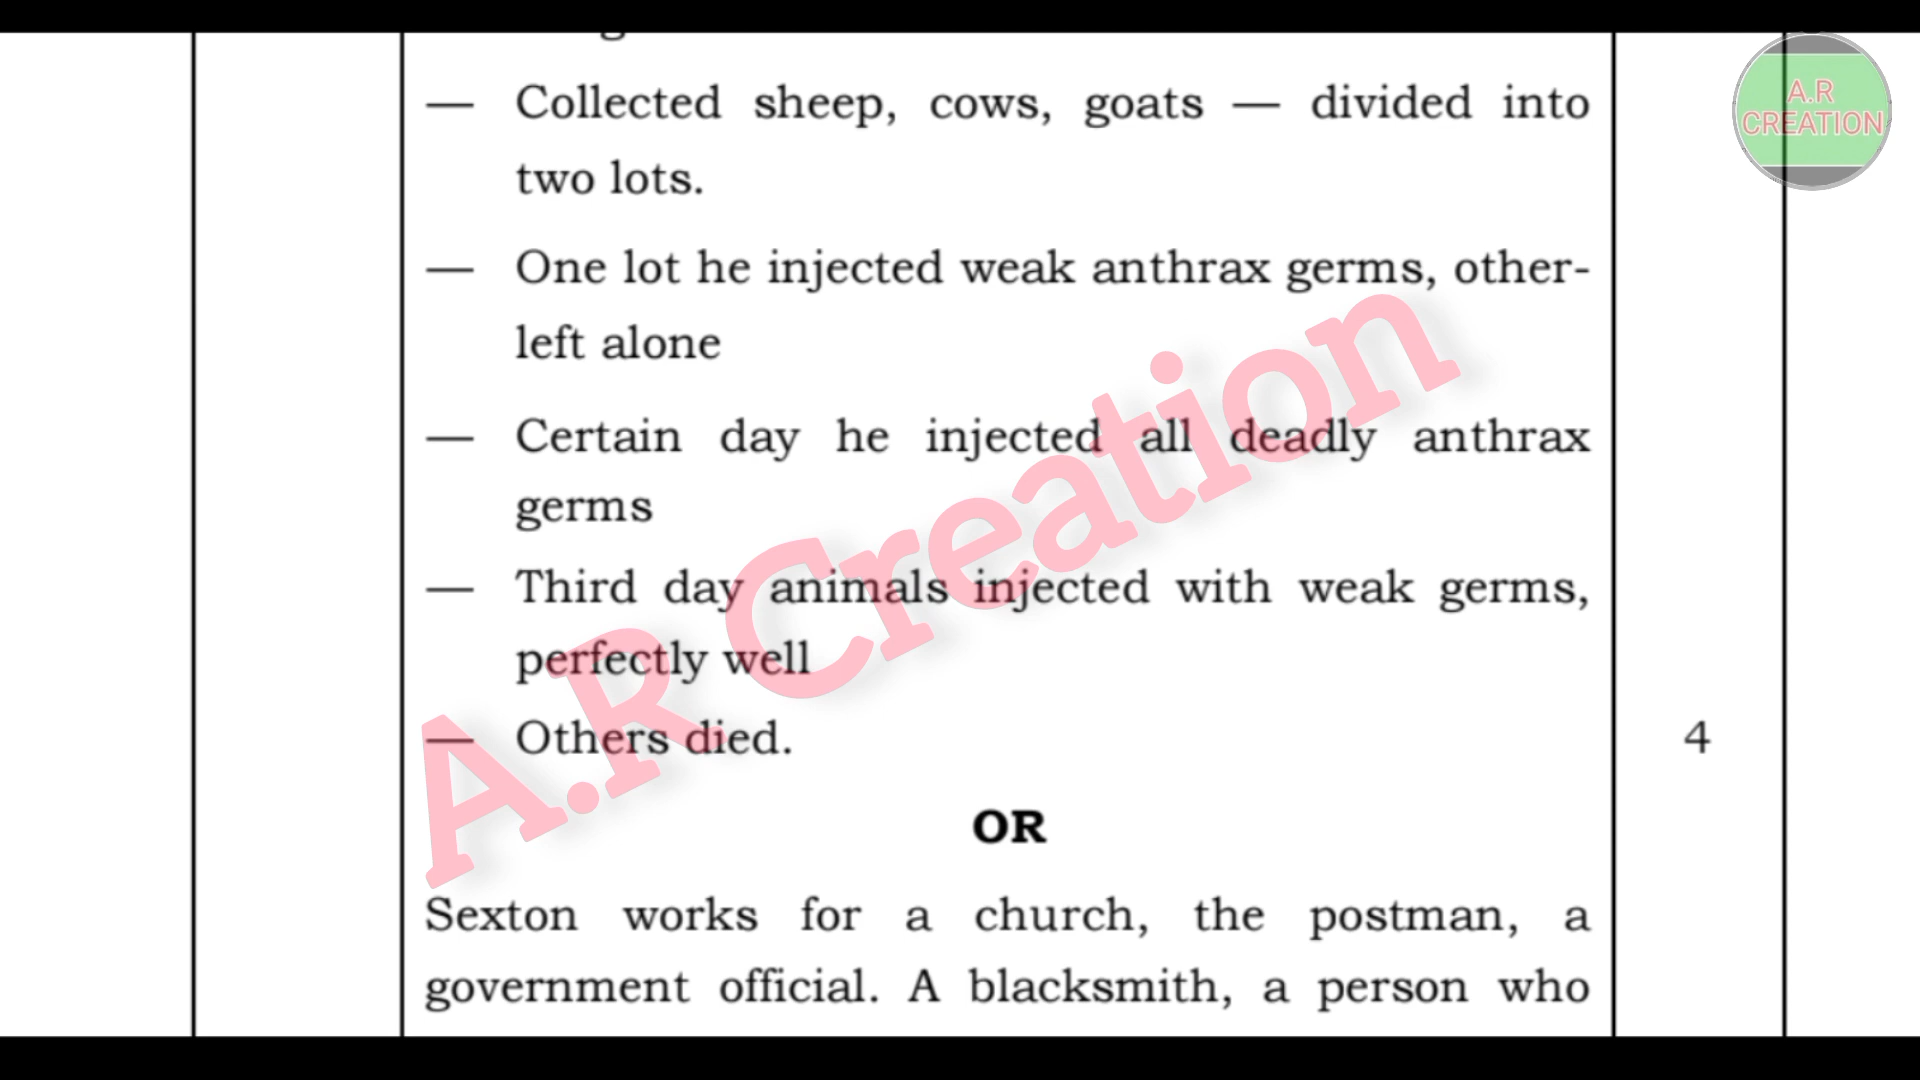 — Collected sheep, cows, goats — divided into
two lots.
— One lot he injected weak anthrax germs, other-
left alone
— Certain day he injected all deadly anthrax
germs
— Third day animals injected with weak germs,
perfectly well
— Others died.
4
OR
Sexton works for a church, the postman, a
government official. A blacksmith, a person who
A.R Creation
A.R
CREATION